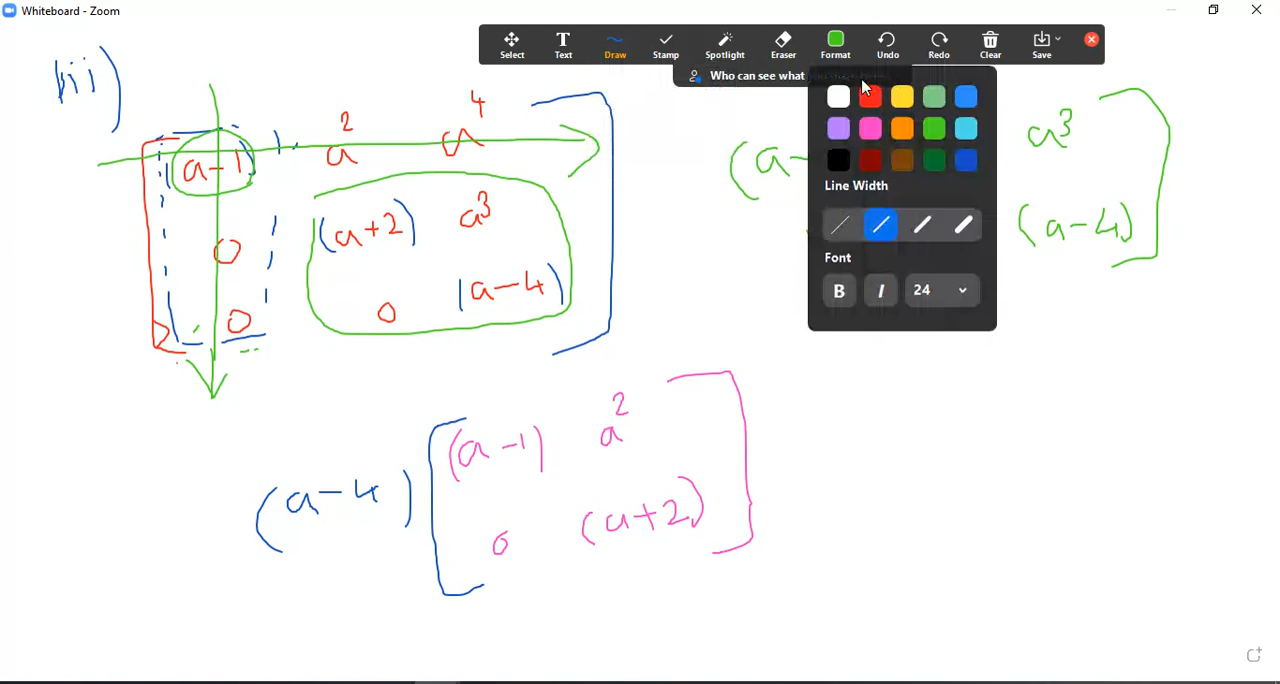 Whiteboard - Zoom
Select Text Draw Stamp Spotlight Eraser Format Undo Redo Clear Save
Who can see what
iii)
(a-1) a² a⁴
0 (a+2) a³
0 0 (a-4)
(a- a³
(a-4)
Line Width
Font
B I 24
(a-4) [(a-1) a²
0 (a+2)]